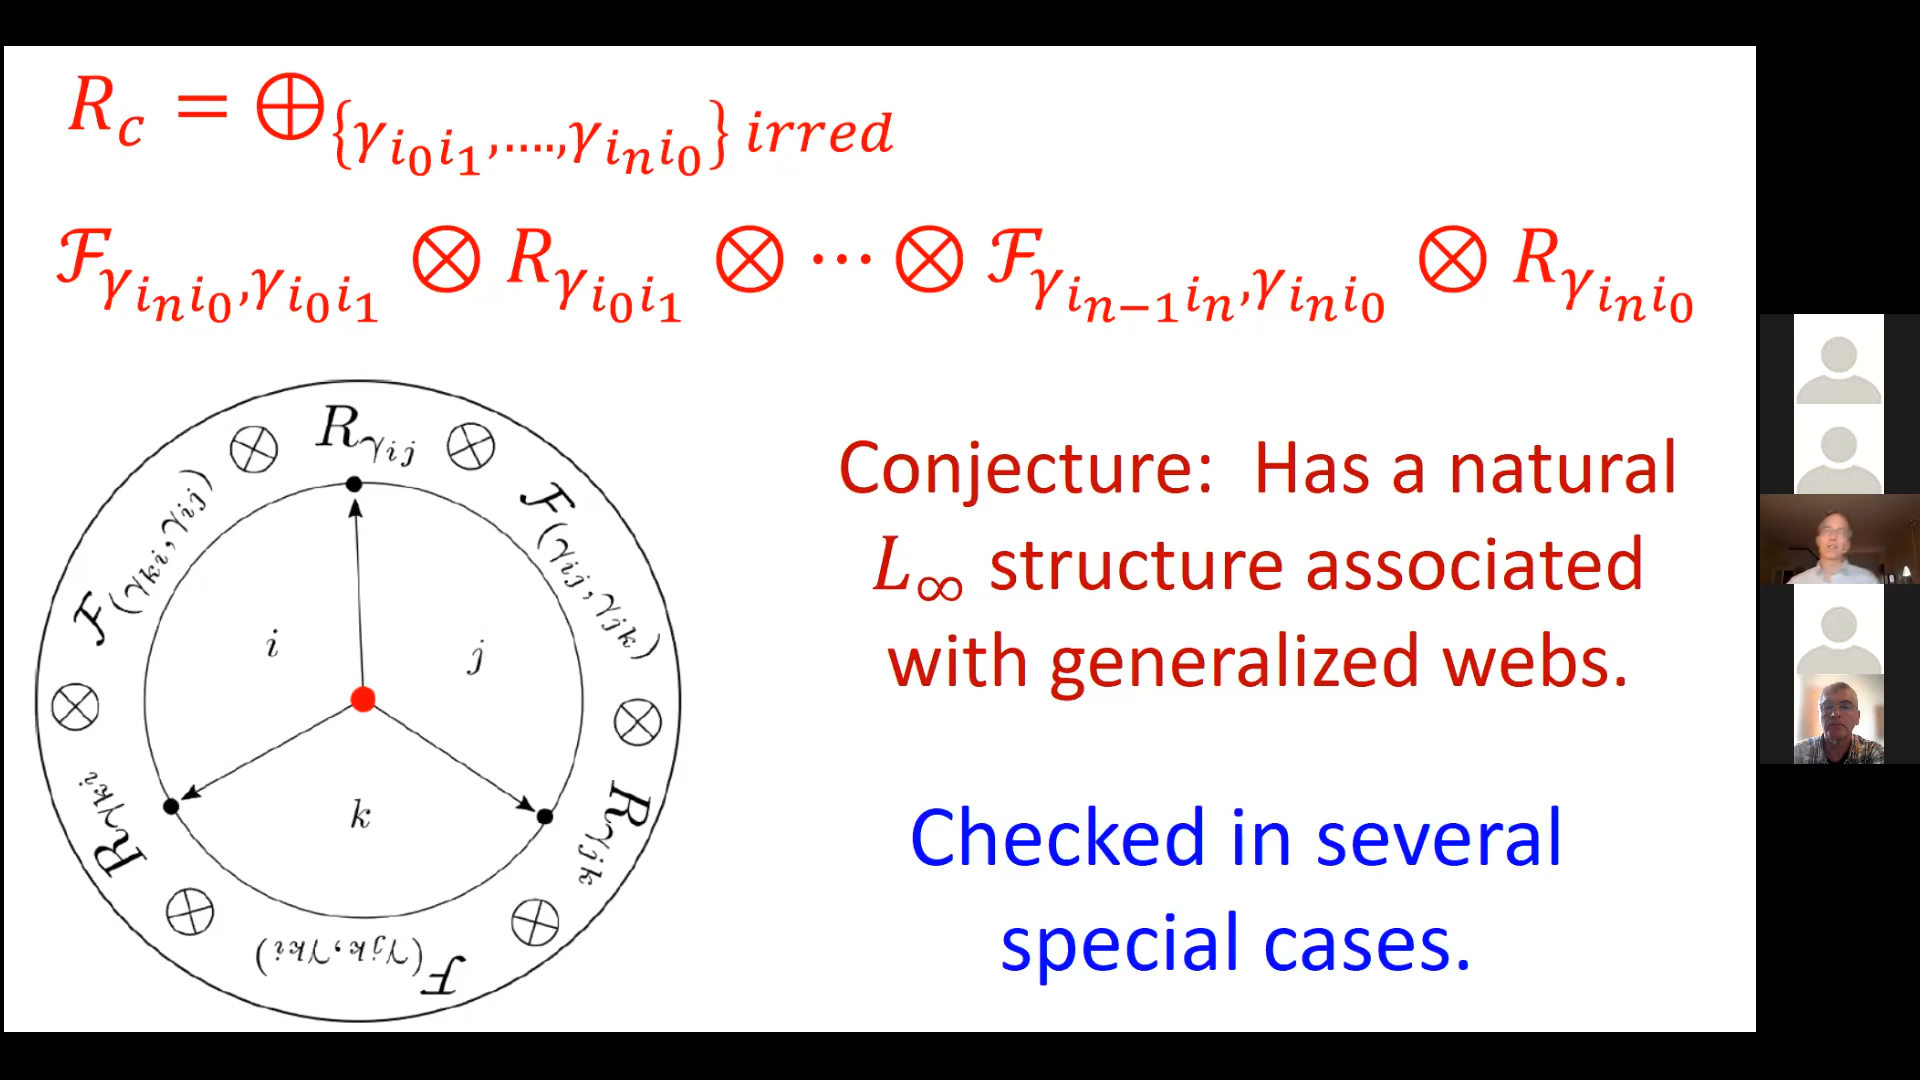 R_c = ⊕_{{γ_{i_0 i_1},….,γ_{i_n i_0}} irred}
ℱ_{γ_{i_n i_0},γ_{i_0 i_1}} ⊗ R_{γ_{i_0 i_1}} ⊗ ⋯ ⊗ ℱ_{γ_{i_{n−1} i_n},γ_{i_n i_0}} ⊗ R_{γ_{i_n i_0}}
R_{γ_{ij}}
⊗
ℱ_{(γ_{ij},γ_{jk})}
⊗
R_{γ_{jk}}
⊗
ℱ_{(γ_{jk},γ_{ki})}
⊗
R_{γ_{ki}}
⊗
ℱ_{(γ_{ki},γ_{ij})}
⊗
i
j
k
Conjecture: Has a natural
L_∞ structure associated
with generalized webs.
Checked in several
special cases.